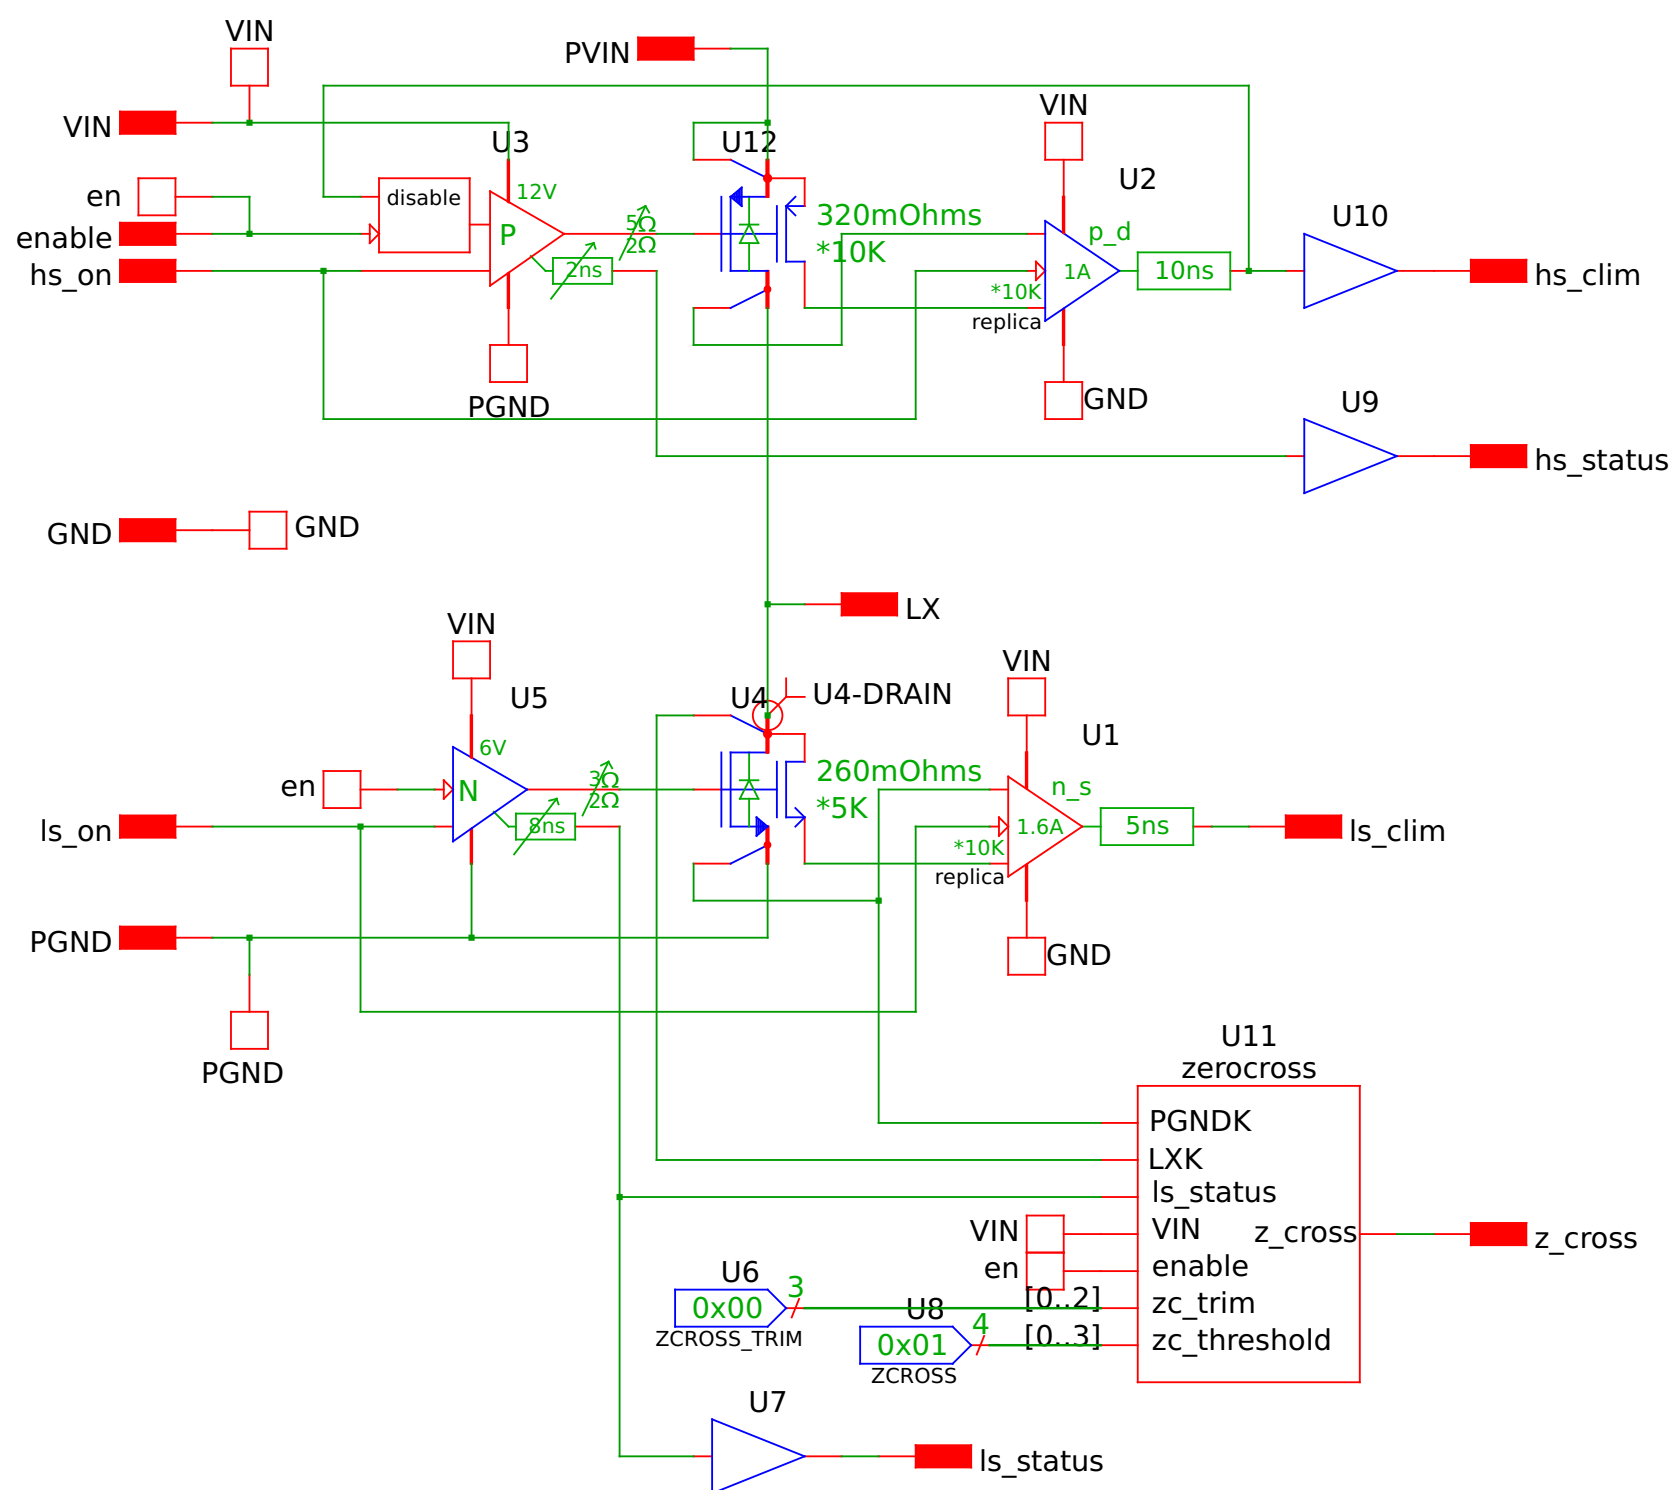 VIN
PVIN
VIN
VIN
U3
U12
disable
12V
U2
en
enable
hs_on
P
5Ω
2Ω
2ns
320mOhms
*10K
p_d
1A
*10K
replica
10ns
U10
hs_clim
PGND
GND
U9
hs_status
GND
GND
LX
VIN
U5
U4
U4-DRAIN
VIN
U1
6V
en
N
3Ω
2Ω
8ns
260mOhms
*5K
n_s
1.6A
*10K
replica
5ns
ls_on
ls_clim
PGND
GND
PGND
U11
zerocross
PGNDK
LXK
ls_status
VIN
VIN
z_cross
z_cross
en
enable
U6
3
[0..2]
zc_trim
0x00
ZCROSS_TRIM
U8
4
[0..3]
zc_threshold
0x01
ZCROSS
U7
ls_status